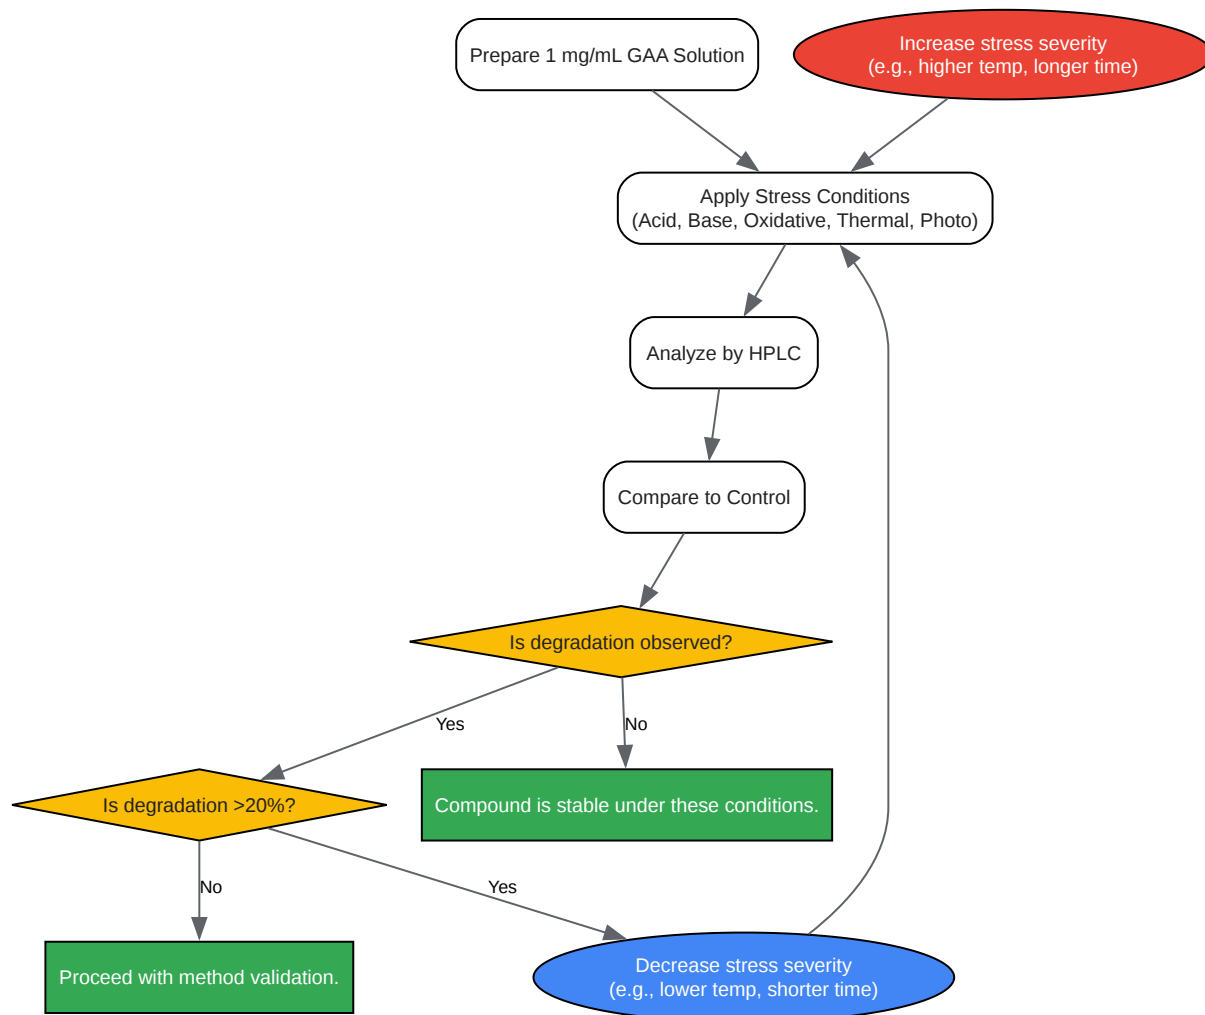 Prepare 1 mg/mL GAA Solution
Increase stress severity
(e.g., higher temp, longer time)
Apply Stress Conditions
(Acid, Base, Oxidative, Thermal, Photo)
Analyze by HPLC
Compare to Control
Is degradation observed?
Yes
No
Is degradation >20%?
Compound is stable under these conditions.
No
Yes
Proceed with method validation.
Decrease stress severity
(e.g., lower temp, shorter time)